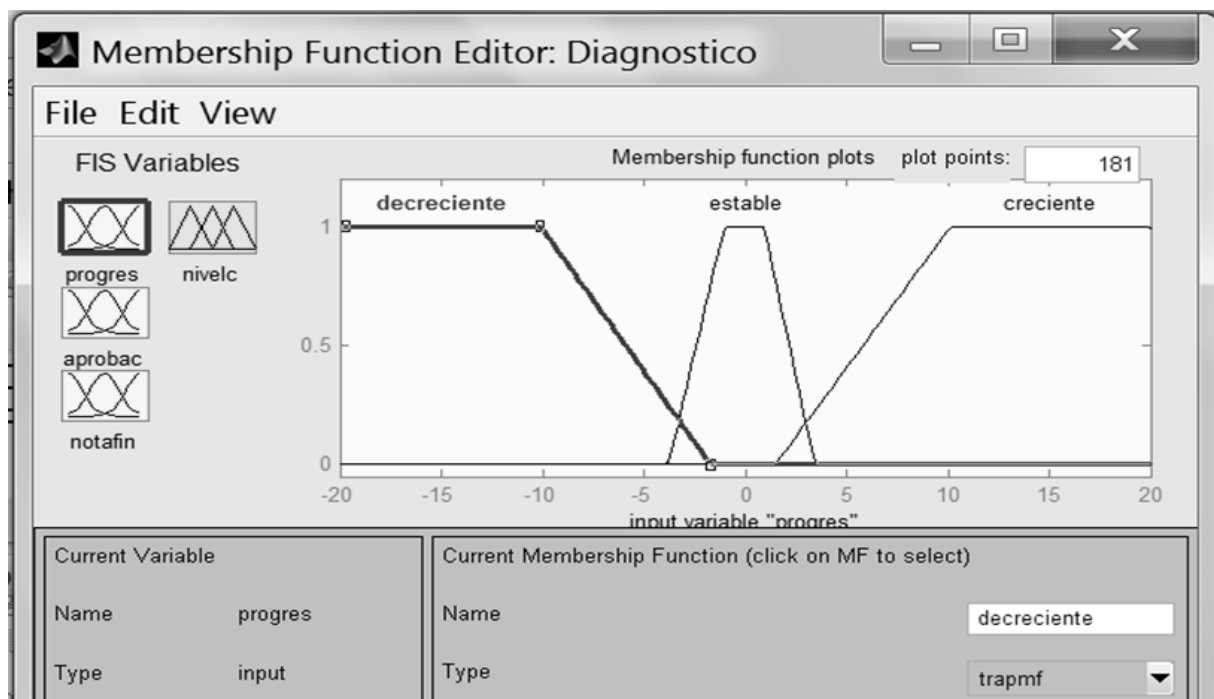 Membership Function Editor: Diagnostico
File Edit View
FIS Variables
progres
nivelc
aprobac
notafin
Membership function plots
plot points:
181
decreciente
estable
creciente
1
0.5
0
-20 -15 -10 -5 0 5 10 15 20
input variable "progres"
Current Variable
Name progres
Type input
Current Membership Function (click on MF to select)
Name decreciente
Type trapmf